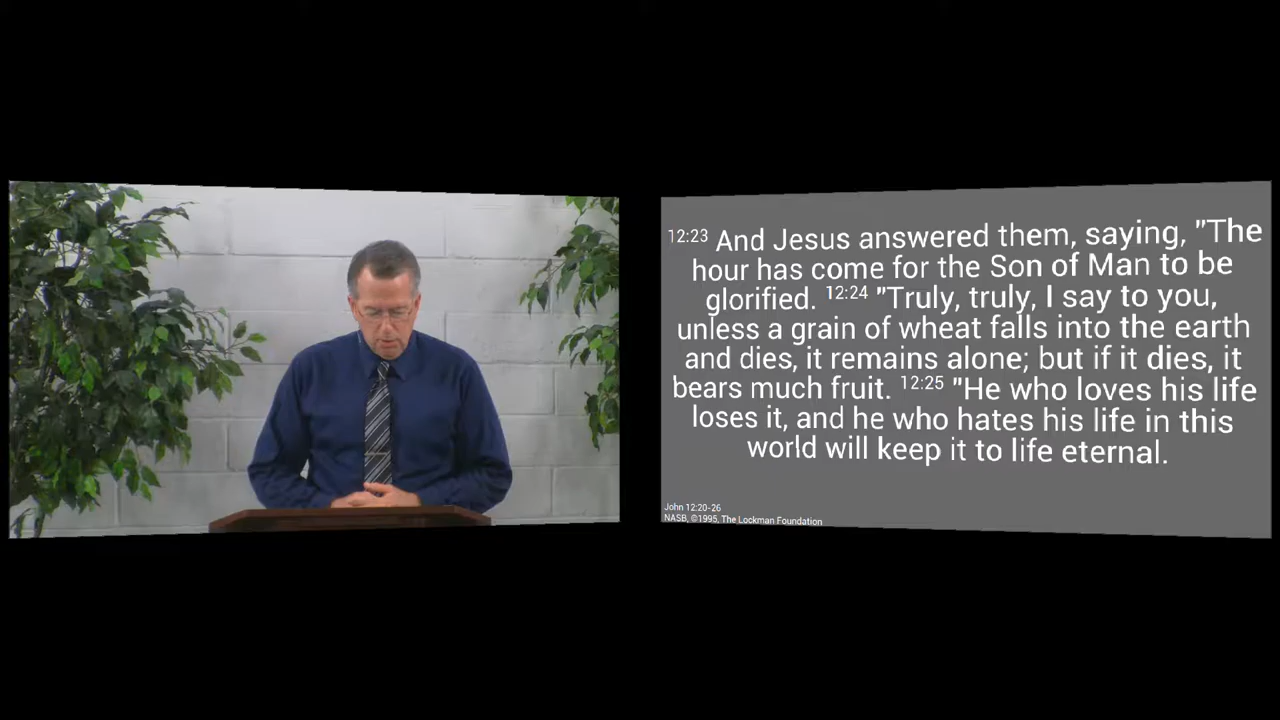 12:23 And Jesus answered them, saying, "The
hour has come for the Son of Man to be
glorified. 12:24 "Truly, truly, I say to you,
unless a grain of wheat falls into the earth
and dies, it remains alone; but if it dies, it
bears much fruit. 12:25 "He who loves his life
loses it, and he who hates his life in this
world will keep it to life eternal.
John 12:20-26
NASB, ©1995, The Lockman Foundation